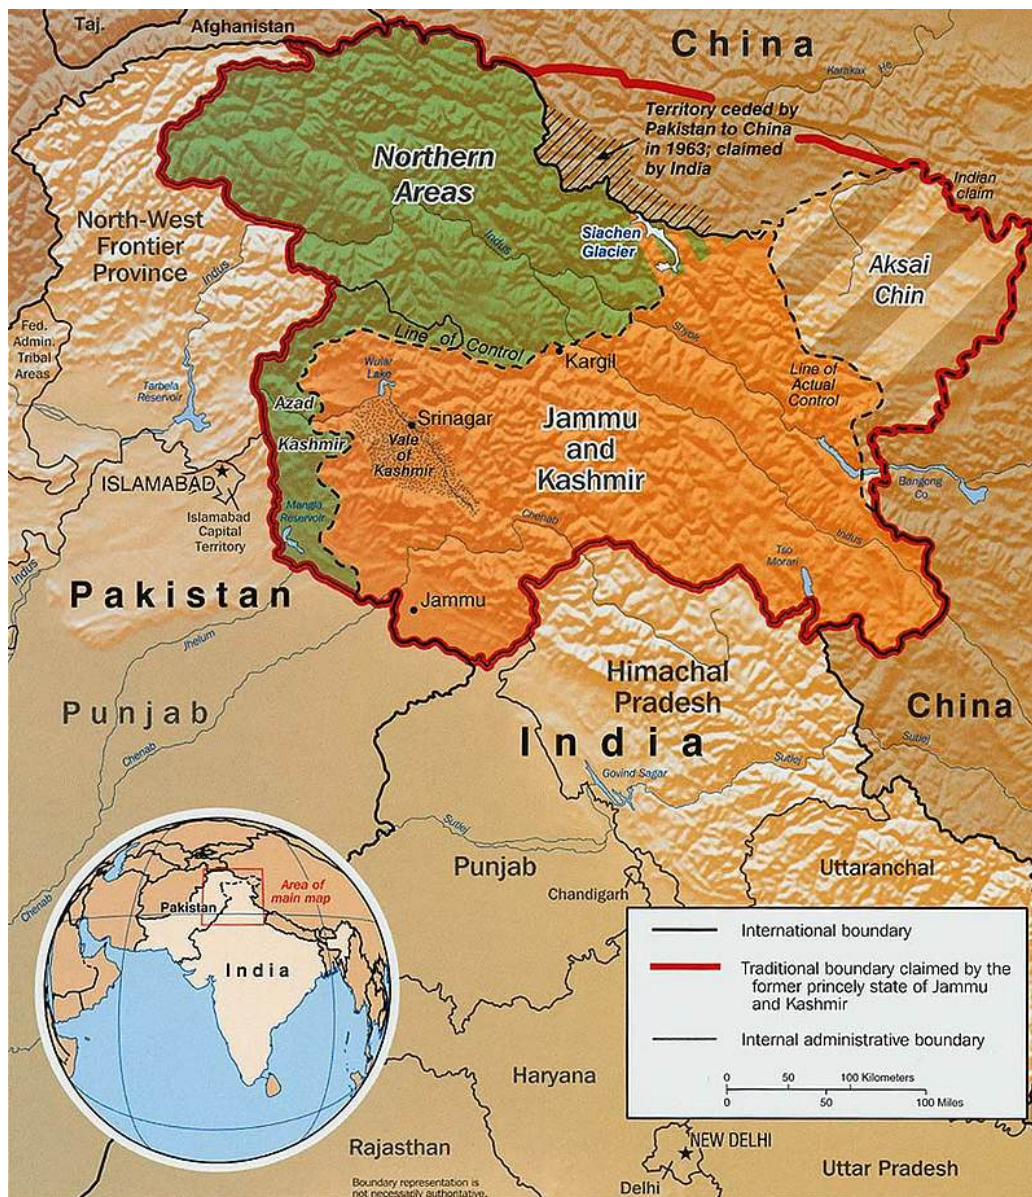 Taj.
Afghanistan
China
Karakax He
Territory ceded by
Pakistan to China
in 1963; claimed
by India
Indian
claim
Northern
Areas
North-West
Frontier
Province
Indus
Indus
Siachen
Glacier
Aksai
Chin
Fed.
Admin.
Tribal
Areas
Line of Control
Shyok
Kargil
Line of
Actual
Control
Wular
Lake
Tarbela
Reservoir
Azad
Kashmir
Srinagar
Vale
of
Kashmir
Jammu
and
Kashmir
ISLAMABAD
Islamabad
Capital
Territory
Mangla
Reservoir
Chenab
Bangong
Co
Indus
Tso
Morari
Indus
Pakistan
Jammu
Jhelum
Himachal
Pradesh
China
Punjab
India
Chenab
Sutlej
Sutlej
Govind Sagar
Sutlej
Punjab
Uttaranchal
Chandigarh
Chenab
Area of
main map
Pakistan
India
International boundary
Traditional boundary claimed by the
former princely state of Jammu
and Kashmir
Internal administrative boundary
0 50 100 Kilometers
0 50 100 Miles
Haryana
Rajasthan
NEW DELHI
Delhi
Uttar Pradesh
Boundary representation is
not necessarily authoritative.